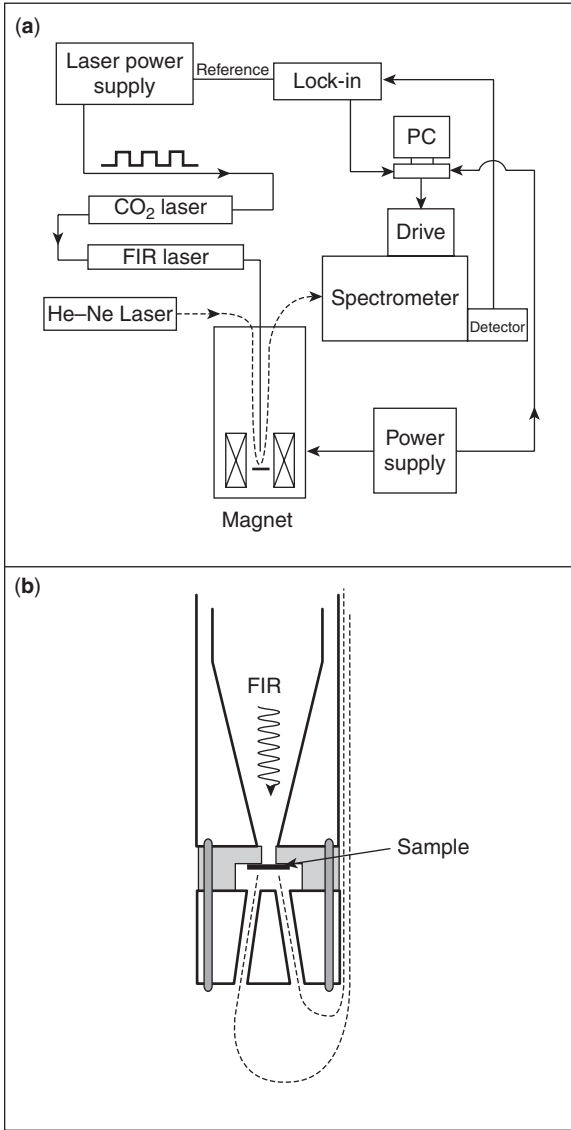 (a)
Laser power
supply
Reference
Lock-in
PC
CO₂ laser
Drive
FIR laser
Spectrometer
He–Ne Laser
Detector
Power
supply
Magnet
(b)
FIR
Sample